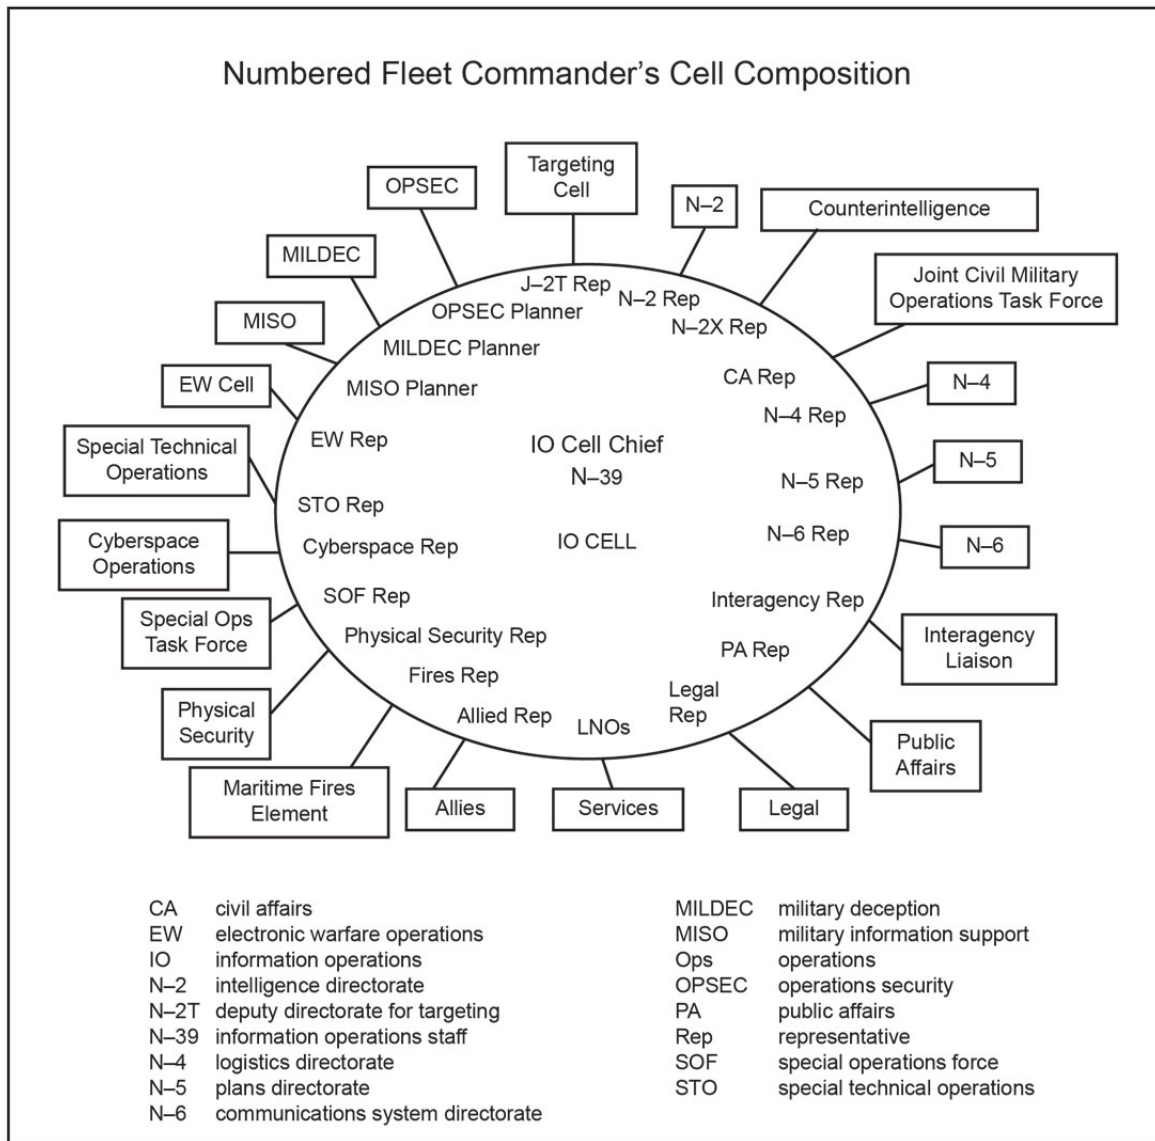 Numbered Fleet Commander’s Cell Composition
Targeting
Cell
OPSEC
N–2
Counterintelligence
MILDEC
Joint Civil Military
Operations Task Force
MISO
EW Cell
N–4
Special Technical
Operations
N–5
Cyberspace
Operations
N–6
Special Ops
Task Force
Interagency
Liaison
Physical
Security
Public
Affairs
Maritime Fires
Element
Allies
Services
Legal
J–2T Rep
N–2 Rep
OPSEC Planner
N–2X Rep
MILDEC Planner
CA Rep
MISO Planner
N–4 Rep
EW Rep
IO Cell Chief
N–39
N–5 Rep
STO Rep
N–6 Rep
Cyberspace Rep
IO CELL
SOF Rep
Interagency Rep
Physical Security Rep
PA Rep
Fires Rep
Legal
Rep
Allied Rep
LNOs
CA civil affairs
EW electronic warfare operations
IO information operations
N–2 intelligence directorate
N–2T deputy directorate for targeting
N–39 information operations staff
N–4 logistics directorate
N–5 plans directorate
N–6 communications system directorate
MILDEC military deception
MISO military information support
Ops operations
OPSEC operations security
PA public affairs
Rep representative
SOF special operations force
STO special technical operations